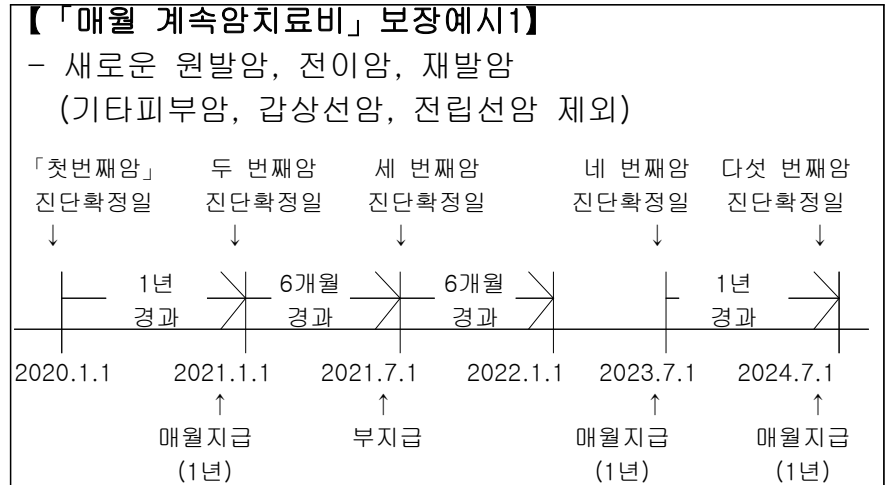 【「매월 계속암치료비」 보장예시1】
- 새로운 원발암, 전이암, 재발암
(기타피부암, 갑상선암, 전립선암 제외)
「첫번째암」 두 번째암 세 번째암 네 번째암 다섯 번째암
진단확정일 진단확정일 진단확정일 진단확정일 진단확정일
↓ ↓ ↓ ↓ ↓
1년 6개월 6개월 1년
경과 경과 경과 경과
2020.1.1 2021.1.1 2021.7.1 2022.1.1 2023.7.1 2024.7.1
↑ ↑ ↑ ↑
매월지급 부지급 매월지급 매월지급
(1년) (1년) (1년)